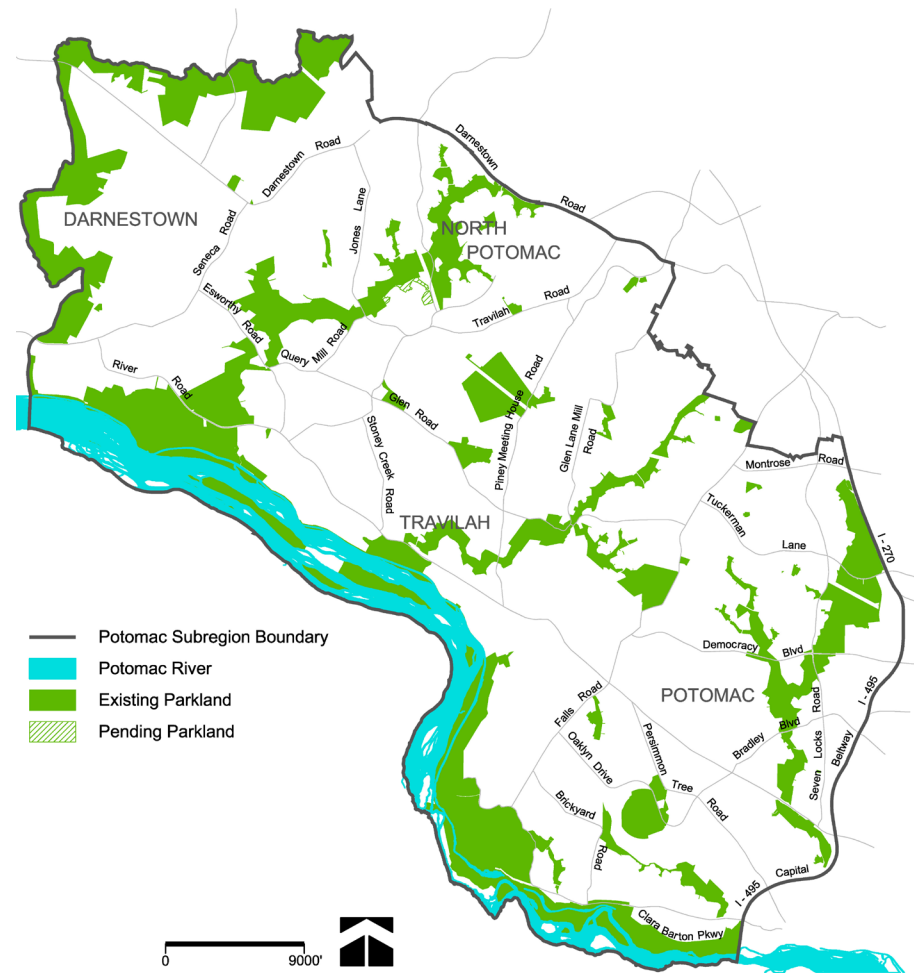 Darnestown
Road
Darnestown
Road
DARNESTOWN
Seneca Road
Jones Lane
NORTH
POTOMAC
Esworthy
Road
Query Mill Road
Travilah Road
River
Road
Glen Road
Piney Meeting House Road
Glen Lane Mill
Road
Stoney Creek Road
Montrose Road
Tuckerman
Lane
I - 270
TRAVILAH
Potomac Subregion Boundary
Potomac River
Existing Parkland
Pending Parkland
Democracy Blvd
POTOMAC
I - 495
Falls Road
Persimmon
Tree
Road
Bradley Blvd
Seven Locks Road
Beltway
Oaklyn Drive
Brickyard
Road
Capital
I - 495
Clara Barton Pkwy
0 9000'